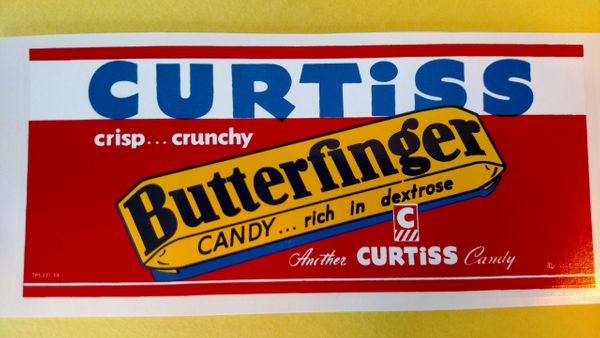 CURTiSS
crisp... crunchy
Butterfinger
CANDY... rich in dextrose
C
Another CURTiSS Candy